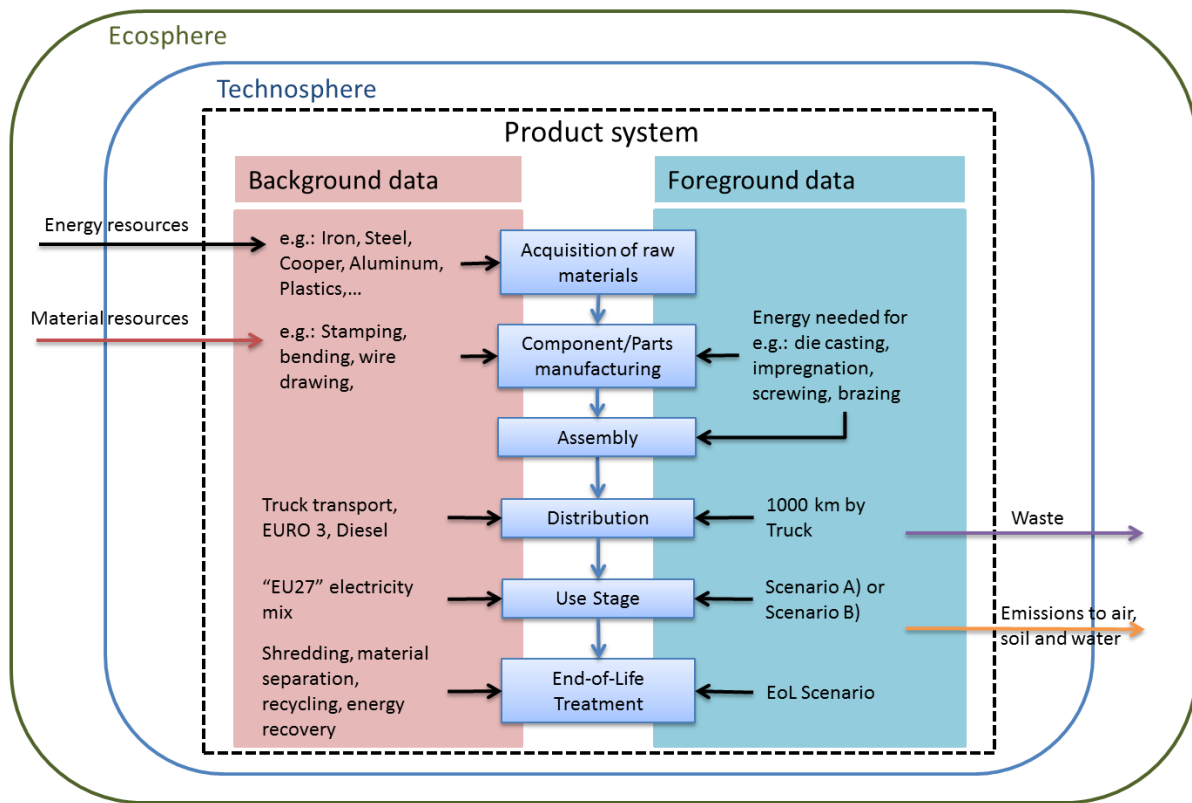 Ecosphere
Technosphere
Product system
Background data
Foreground data
Energy resources
e.g.: Iron, Steel,
Cooper, Aluminum,
Plastics,...
Acquisition of raw
materials
Material resources
e.g.: Stamping,
bending, wire
drawing,
Component/Parts
manufacturing
Energy needed for
e.g.: die casting,
impregnation,
screwing, brazing
Assembly
Truck transport,
EURO 3, Diesel
Distribution
1000 km by
Truck
Waste
“EU27” electricity
mix
Use Stage
Scenario A) or
Scenario B)
Emissions to air,
soil and water
Shredding, material
separation,
recycling, energy
recovery
End-of-Life
Treatment
EoL Scenario